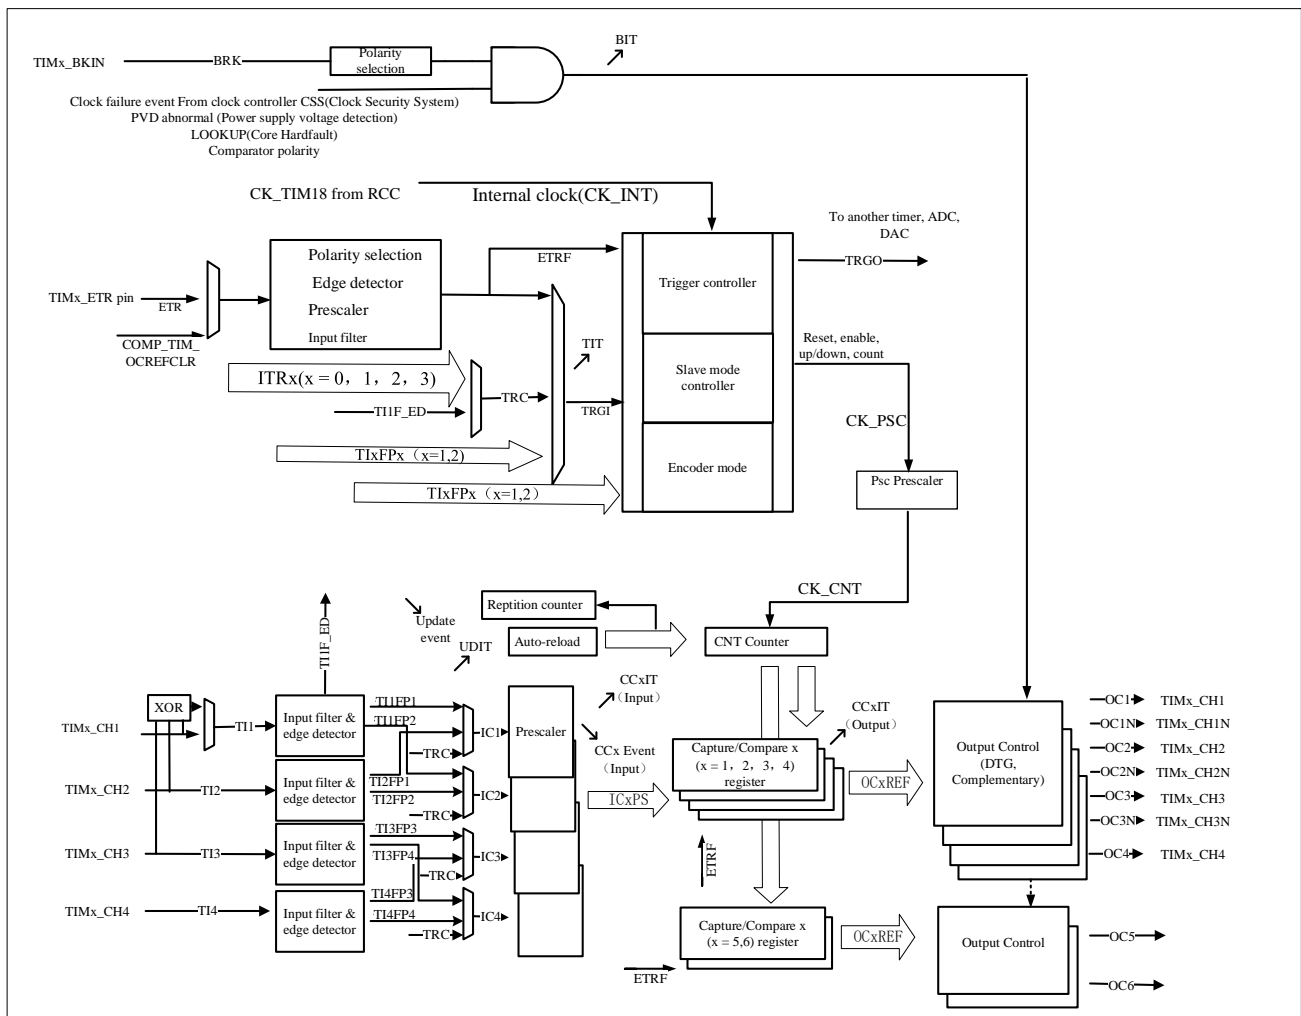 BIT
TIMx_BKIN
BRK
Polarity
selection
Clock failure event From clock controller CSS(Clock Security System)
PVD abnormal (Power supply voltage detection)
LOOKUP(Core Hardfault)
Comparator polarity
CK_TIM18 from RCC
Internal clock(CK_INT)
To another timer, ADC,
DAC
TRGO
Polarity selection
Edge detector
Prescaler
Input filter
ETRF
TIMx_ETR pin
ETR
COMP_TIM_
OCREFCLR
Trigger controller
Slave mode
controller
Encoder mode
Reset, enable,
up/down, count
TIT
ITRx(x = 0, 1, 2, 3)
TI1F_ED
TRC
TRGI
TIxFPx（x=1,2)
TIxFPx（x=1,2)
CK_PSC
Psc Prescaler
CK_CNT
Reptition counter
Auto-reload
CNT Counter
Update
event
UDIT
TI1F_ED
CCxIT
（Input）
CCxIT
（Output）
CCx Event
(Input)
XOR
TIMx_CH1
TI1
Input filter &
edge detector
TI1FP1
TI1FP2
TRC
IC1
Prescaler
TIMx_CH2
TI2
Input filter &
edge detector
TI2FP1
TI2FP2
TRC
IC2
TIMx_CH3
TI3
Input filter &
edge detector
TI3FP3
TI3FP4
TRC
IC3
TIMx_CH4
TI4
Input filter &
edge detector
TI4FP3
TI4FP4
TRC
IC4
ICxPS
Capture/Compare x
(x = 1, 2, 3, 4)
register
OCxREF
ETRF
Output Control
(DTG,
Complementary)
OC1
TIMx_CH1
OC1N
TIMx_CH1N
OC2
TIMx_CH2
OC2N
TIMx_CH2N
OC3
TIMx_CH3
OC3N
TIMx_CH3N
OC4
TIMx_CH4
Capture/Compare x
(x = 5,6) register
ETRF
OCxREF
Output Control
OC5
OC6